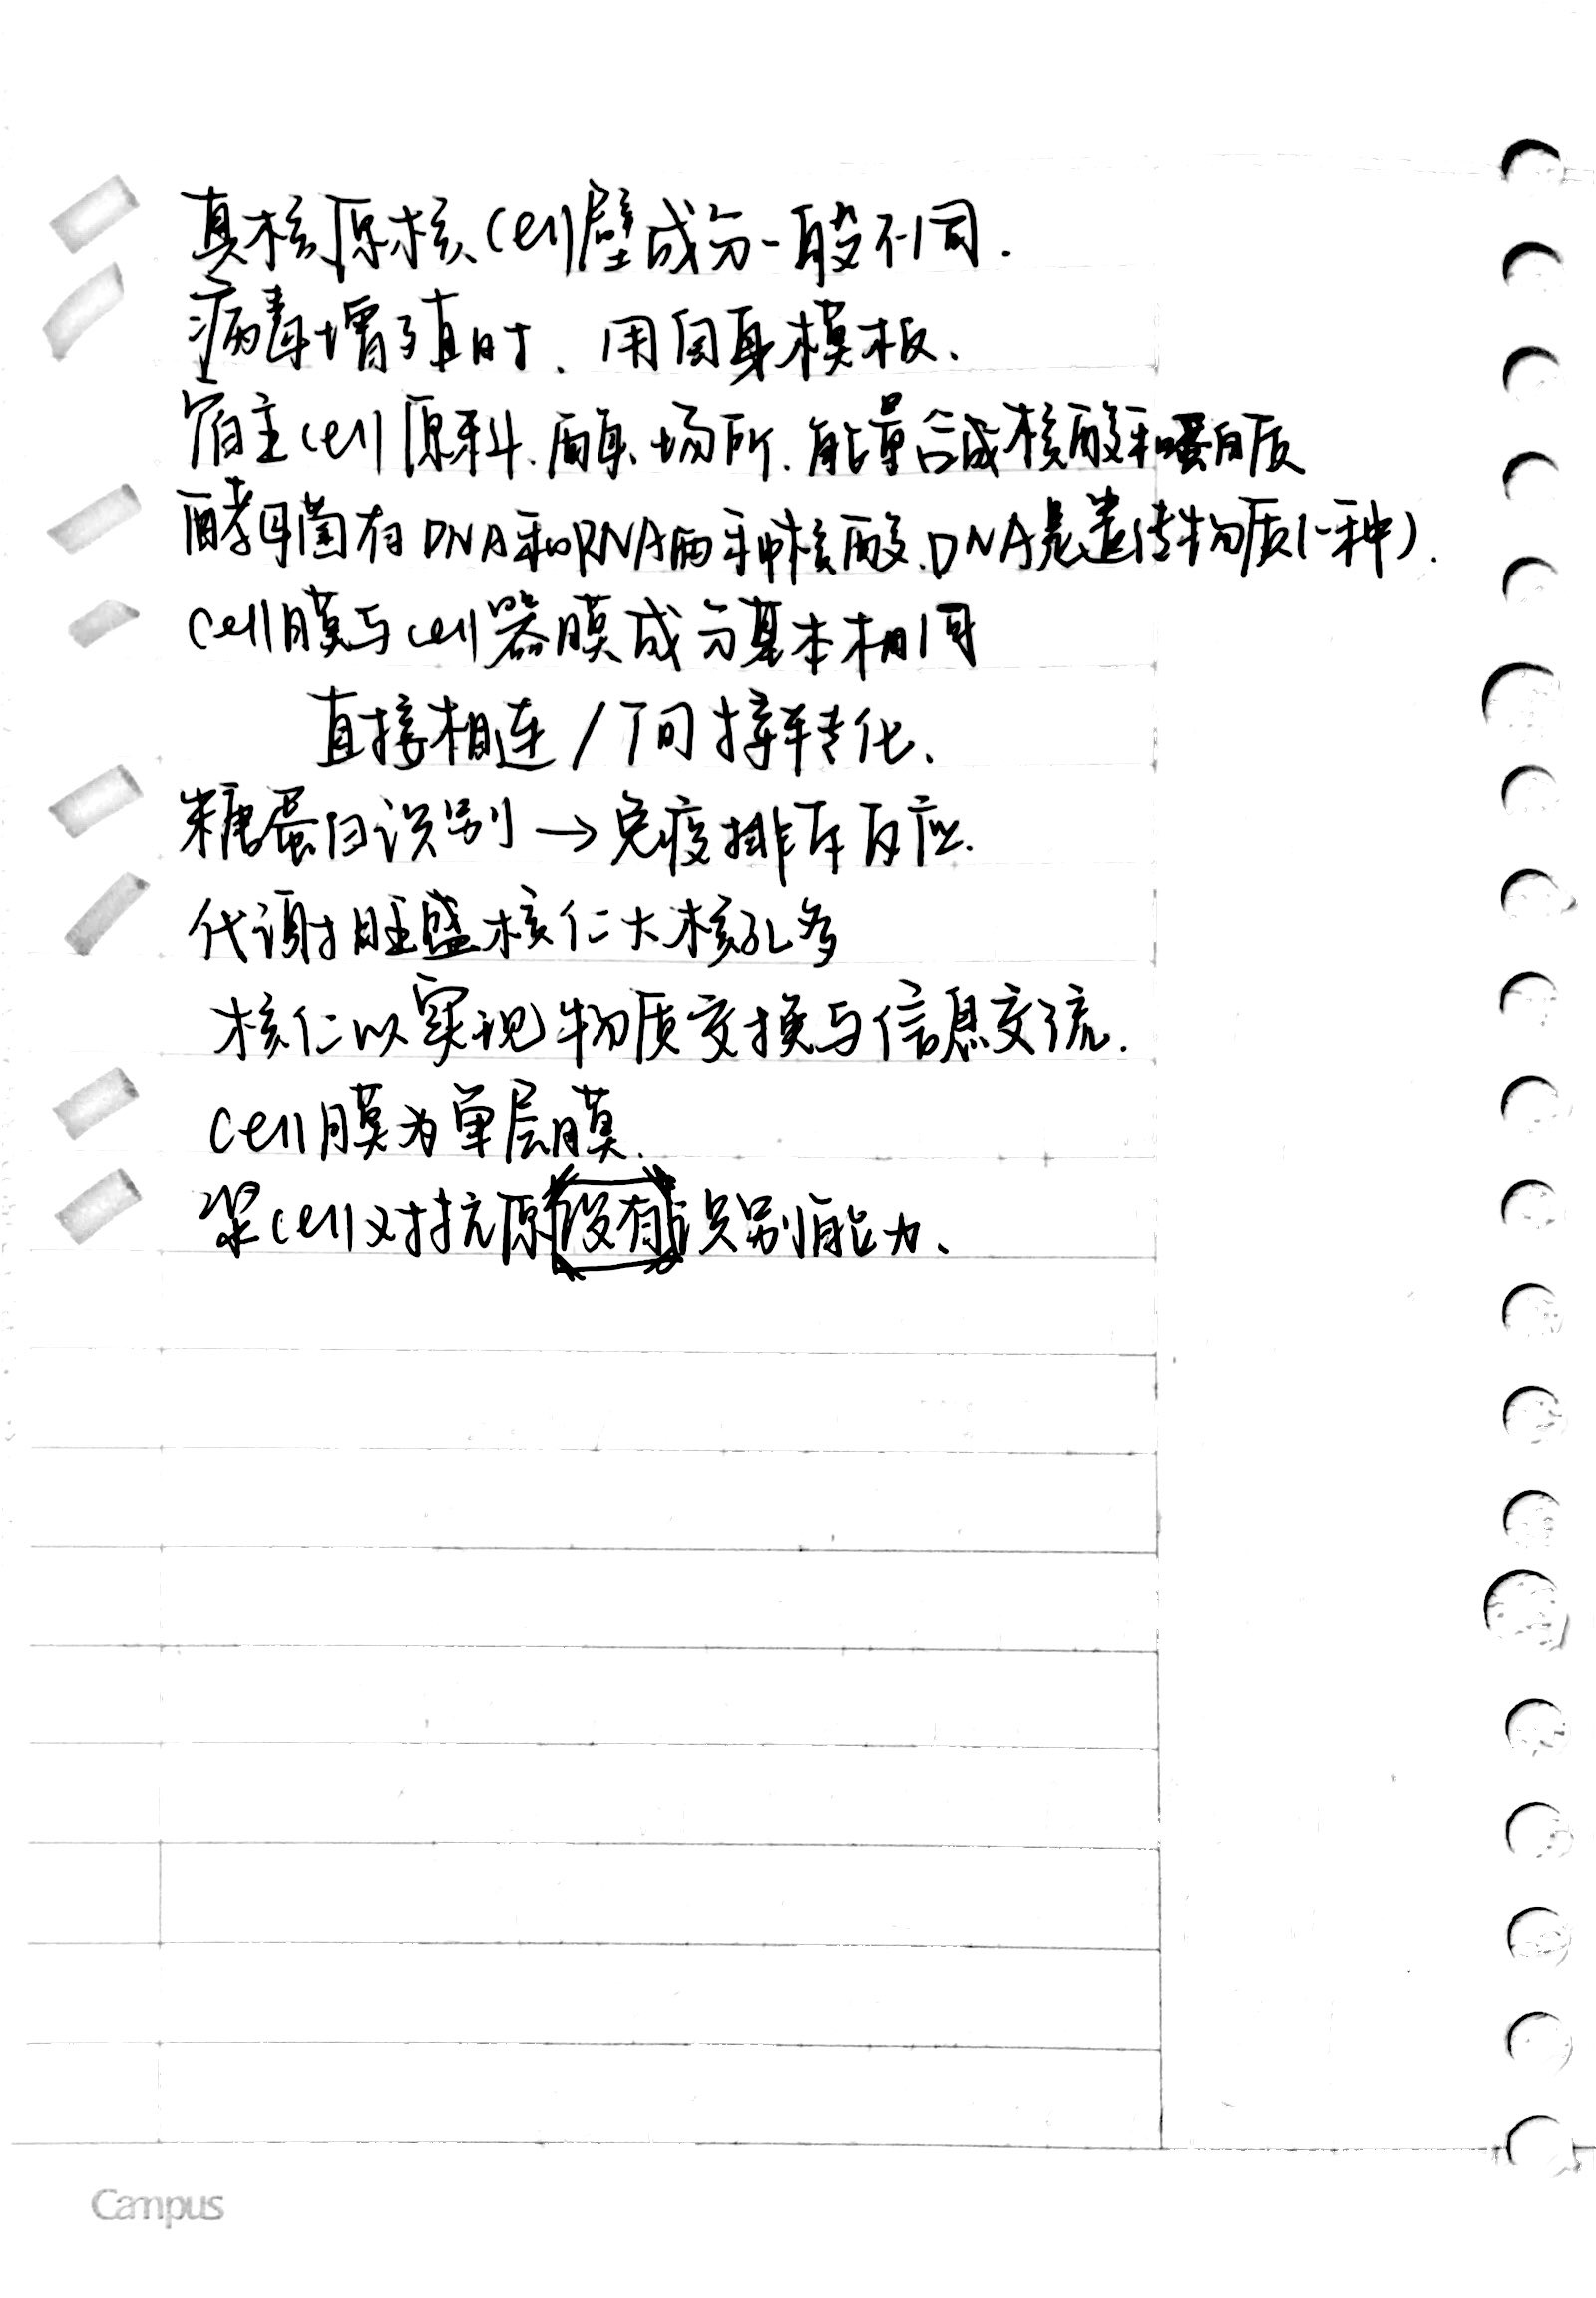 真核原核cell壁成分一般不同.
病毒增殖时、用自身模板、
宿主cell原料、酶、场所、能量合成核酸和蛋白质
酵母菌有DNA和RNA两种核酸、DNA是遗传物质(一种).
cell膜与cell器膜成分基本相同
直接相连/间接转化、
糖蛋白识别→免疫排斥反应.
代谢旺盛核仁大核孔多
核仁以实现物质交换与信息交流.
cell膜为单层膜.
浆cell对抗原没有识别能力、
Campus